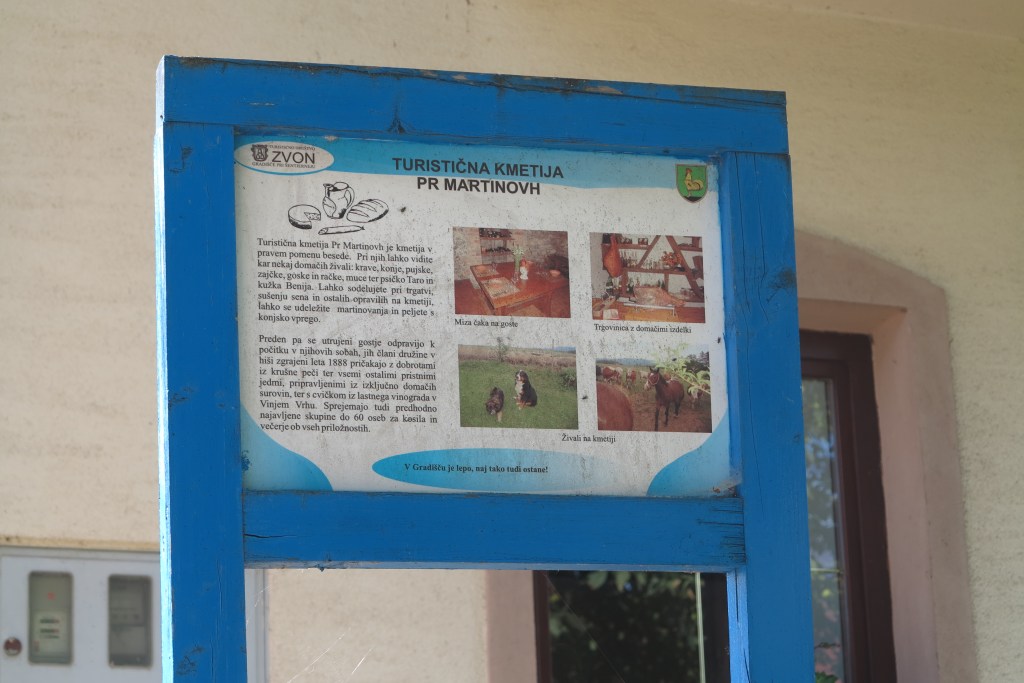 ZVON
GRADIŠČE PRI ŠENTJERNEJU
TURISTIČNA KMETIJA
PR MARTINOVH
Turistična kmetija Pr Martinovh je kmetija v
pravem pomenu besede. Pri njih lahko vidite
kar nekaj domačih živali: krave, konje, pujske,
zajčke, goske in račke, muce ter psičko Taro in
kužka Benija. Lahko sodelujete pri trgatvi,
sušenju sena in ostalih opravilih na kmetiji,
lahko se udeležite martinovanja in peljete s
konjsko vprego.
Preden pa se utrujeni gostje odpravijo k
počitku v njihovih sobah, jih člani družine v
hiši zgrajeni leta 1888 pričakajo z dobrotami
iz krušne peči ter vsemi ostalimi pristnimi
jedmi, pripravljenimi iz izključno domačih
surovin, ter s cvičkom iz lastnega vinograda v
Vinjem Vrhu. Sprejemajo tudi predhodno
najavljene skupine do 60 oseb za kosila in
večerje ob vseh priložnostih.
Miza čaka na goste
Trgovinica z domačimi izdelki
Živali na kmetiji
V Gradišču je lepo, naj tako tudi ostane!